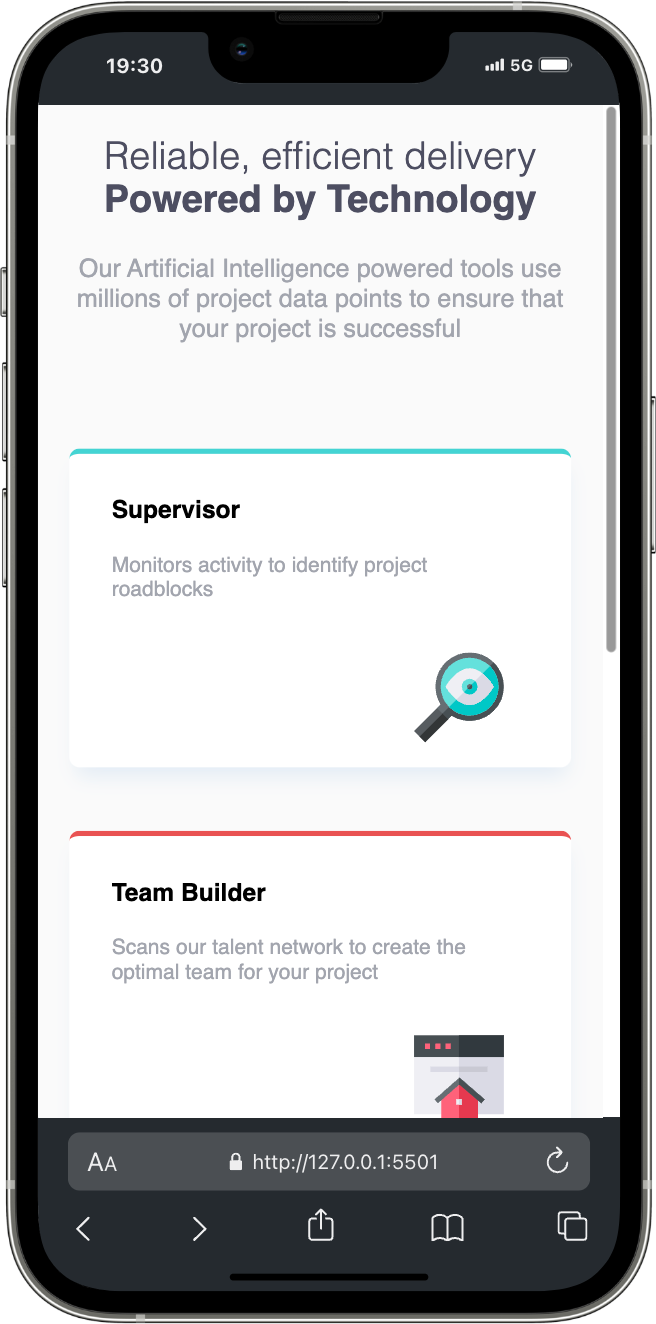 19:30
5G
Reliable, efficient delivery
Powered by Technology
Our Artificial Intelligence powered tools use
millions of project data points to ensure that
your project is successful
Supervisor
Monitors activity to identify project
roadblocks
Team Builder
Scans our talent network to create the
optimal team for your project
AA
http://127.0.0.1:5501